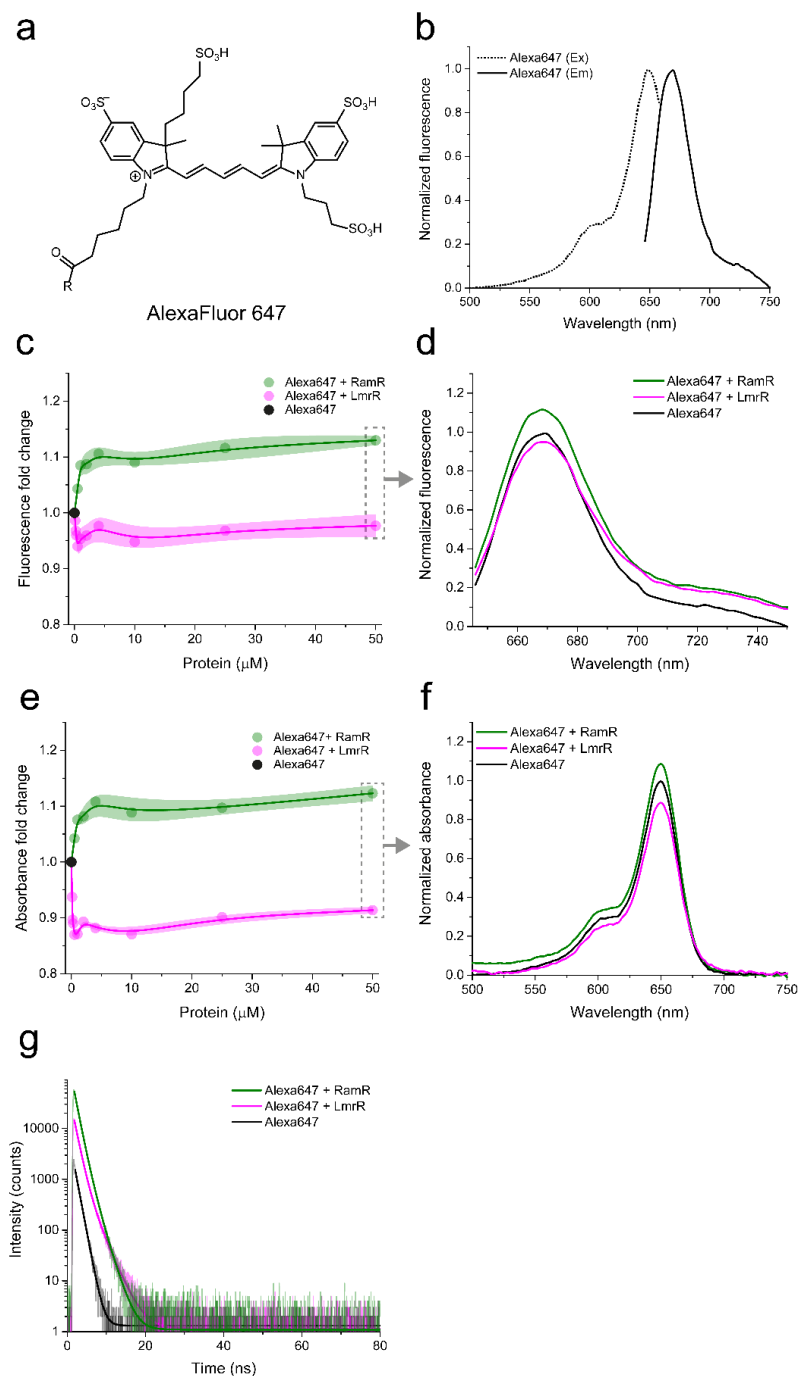 a
SO₃H
SO₃⁻
SO₃H
N
⊕
N
SO₃H
O
R
AlexaFluor 647
b
Alexa647 (Ex)
Alexa647 (Em)
Normalized fluorescence
1.0
0.8
0.6
0.4
0.2
0.0
500 550 600 650 700 750
Wavelength (nm)
c
Alexa647 + RamR
Alexa647 + LmrR
Alexa647
Fluorescence fold change
1.2
1.1
1.0
0.9
0.8
0 10 20 30 40 50
Protein (μM)
d
Alexa647 + RamR
Alexa647 + LmrR
Alexa647
Normalized fluorescence
1.2
1.0
0.8
0.6
0.4
0.2
0.0
660 680 700 720 740
Wavelength (nm)
e
Alexa647+ RamR
Alexa647 + LmrR
Alexa647
Absorbance fold change
1.2
1.1
1.0
0.9
0.8
0 10 20 30 40 50
Protein (μM)
f
Alexa647 + RamR
Alexa647 + LmrR
Alexa647
Normalized absorbance
1.2
1.0
0.8
0.6
0.4
0.2
0.0
500 550 600 650 700 750
Wavelength (nm)
g
Alexa647 + RamR
Alexa647 + LmrR
Alexa647
Intensity (counts)
10000
1000
100
10
1
0 20 40 60 80
Time (ns)